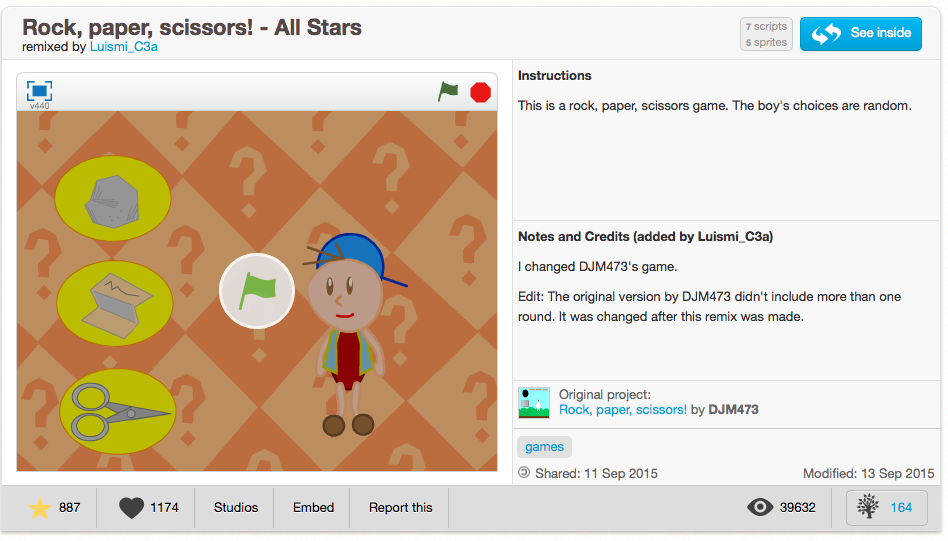 Rock, paper, scissors! - All Stars
remixed by Luismi_C3a
7 scripts
5 sprites
See inside
v440
Instructions
This is a rock, paper, scissors game. The boy's choices are random.
Notes and Credits (added by Luismi_C3a)
I changed DJM473's game.
Edit: The original version by DJM473 didn't include more than one
round. It was changed after this remix was made.
Original project:
Rock, paper, scissors! by DJM473
games
Shared: 11 Sep 2015 Modified: 13 Sep 2015
887 1174 Studios Embed Report this 39632 164